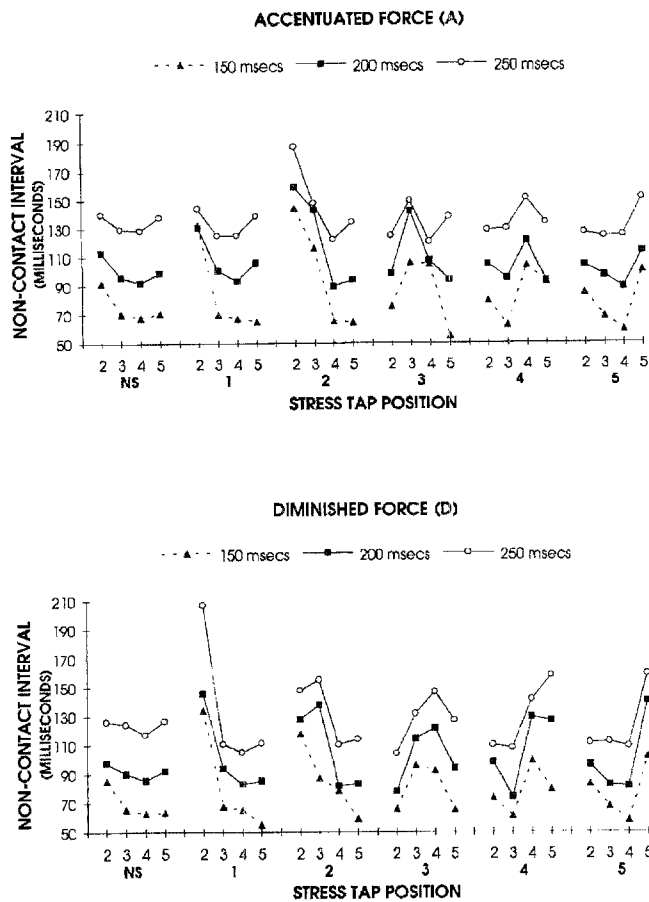 ACCENTUATED FORCE (A)
150 msecs 200 msecs 250 msecs
NON-CONTACT INTERVAL
(MILLISECONDS)
210
190
170
150
130
110
90
70
50
2 3 4 5 2 3 4 5 2 3 4 5 2 3 4 5 2 3 4 5 2 3 4 5
NS 1 2 3 4 5
STRESS TAP POSITION
DIMINISHED FORCE (D)
150 msecs 200 msecs 250 msecs
NON-CONTACT INTERVAL
(MILLISECONDS)
210
190
170
150
130
110
90
70
50
2 3 4 5 2 3 4 5 2 3 4 5 2 3 4 5 2 3 4 5 2 3 4 5
NS 1 2 3 4 5
STRESS TAP POSITION